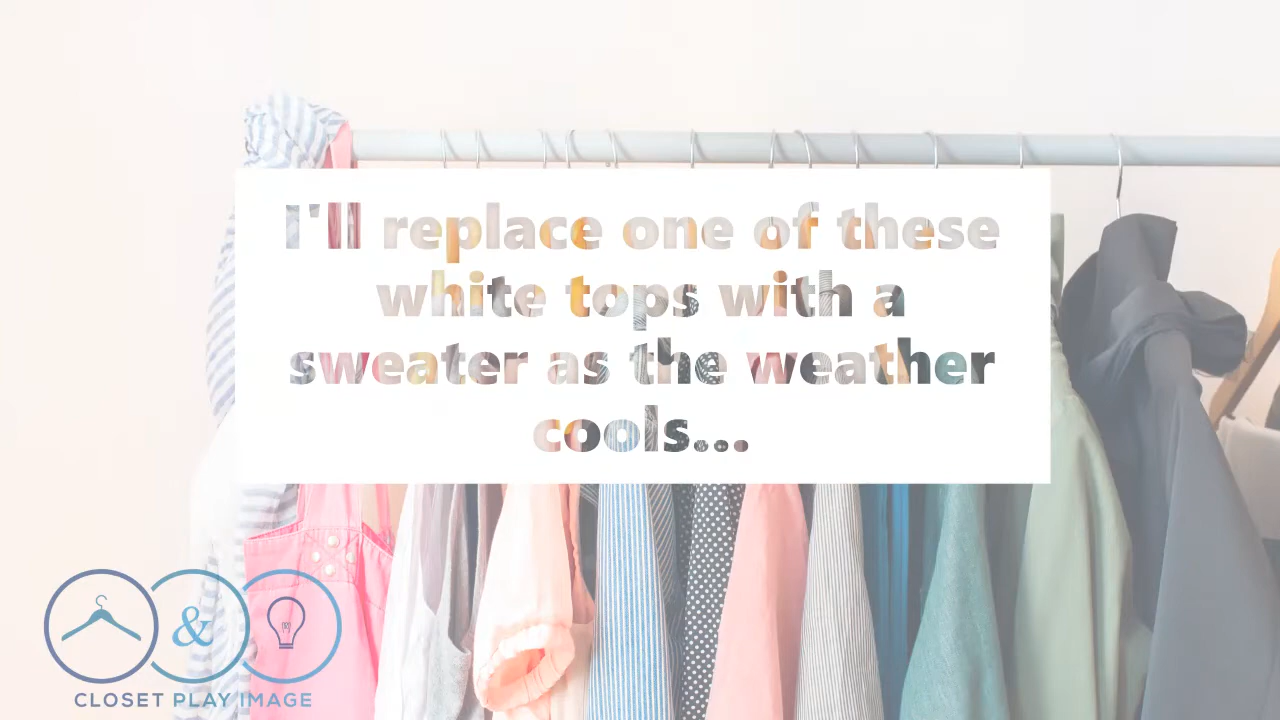 I'll replace one of these
white tops with a
sweater as the weather
cools...
&
CLOSET PLAY IMAGE